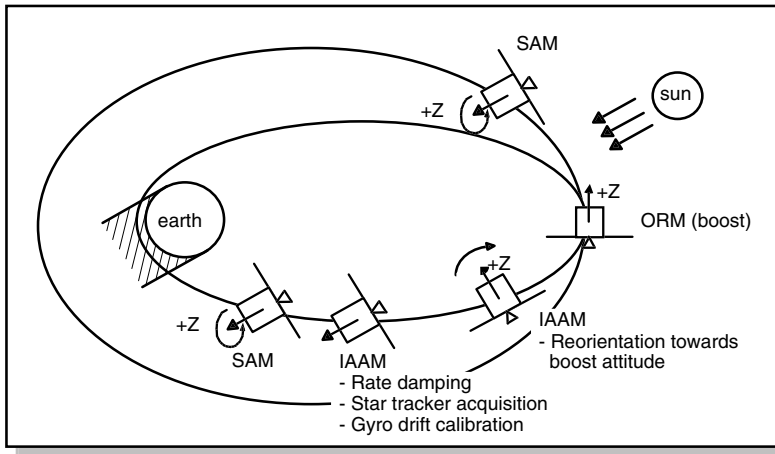 SAM
+Z
sun
+Z
ORM (boost)
earth
+Z
IAAM
- Reorientation towards
boost attitude
+Z
SAM
IAAM
- Rate damping
- Star tracker acquisition
- Gyro drift calibration